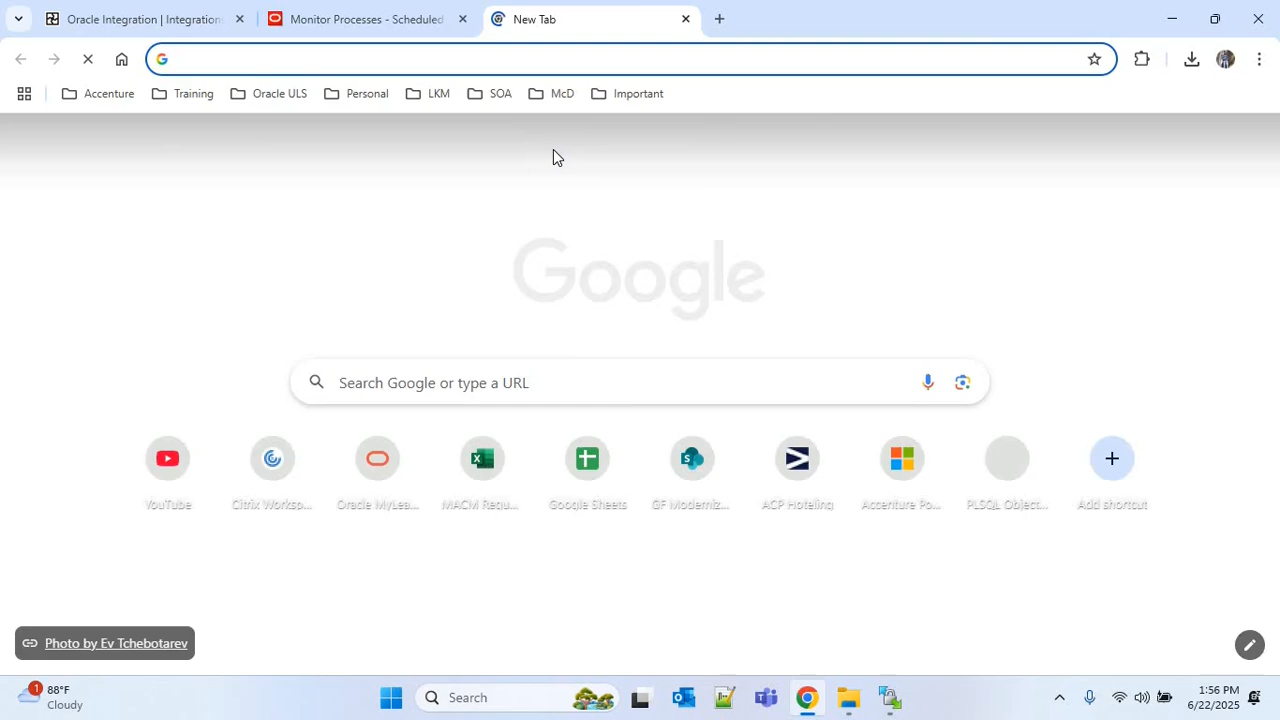 Oracle Integration | Integration
Monitor Processes - Scheduled
New Tab
Accenture
Training
Oracle ULS
Personal
LKM
SOA
McD
Important
Google
Search Google or type a URL
YouTube
Citrix Worksp...
Oracle MyLea...
MACM Requ...
Google Sheets
GF Moderniz...
ACP Hoteling
Accenture Po...
PLSQL Object...
Add shortcut
Photo by Ev Tchebotarev
1
88°F
Cloudy
Search
1:56 PM
6/22/2025